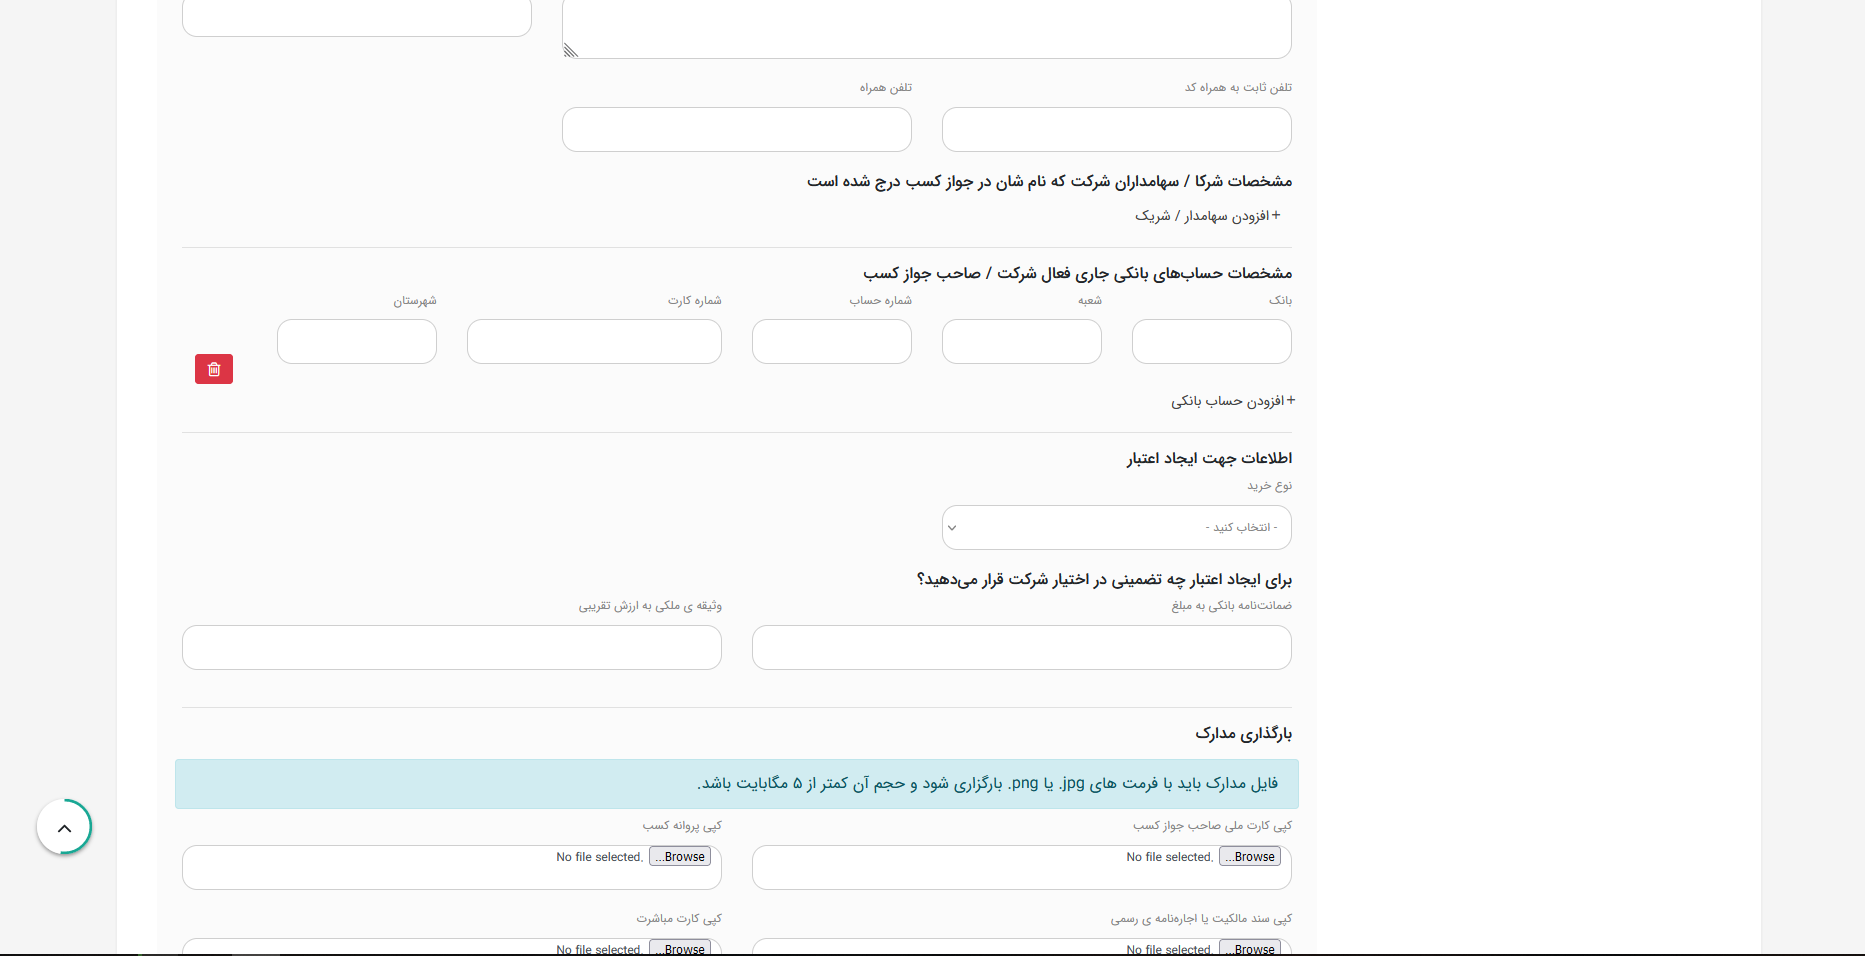 تلفن ثابت به همراه کد
تلفن همراه
مشخصات شرکا / سهامداران شرکت که نام شان در جواز کسب درج شده است
+ افزودن سهامدار / شریک
مشخصات حساب‌های بانکی جاری فعال شرکت / صاحب جواز کسب
بانک
شعبه
شماره حساب
شماره کارت
شهرستان
+ افزودن حساب بانکی
اطلاعات جهت ایجاد اعتبار
نوع خرید
- انتخاب کنید -
برای ایجاد اعتبار چه تضمینی در اختیار شرکت قرار می‌دهید؟
ضمانت‌نامه بانکی به مبلغ
وثیقه ی ملکی به ارزش تقریبی
بارگذاری مدارک
فایل مدارک باید با فرمت های jpg. یا png. بارگزاری شود و حجم آن کمتر از ۵ مگابایت باشد.
کپی کارت ملی صاحب جواز کسب
کپی پروانه کسب
Browse... No file selected.
Browse... No file selected.
کپی سند مالکیت یا اجاره‌نامه ی رسمی
کپی کارت مباشرت
Browse... No file selected.
Browse... No file selected.